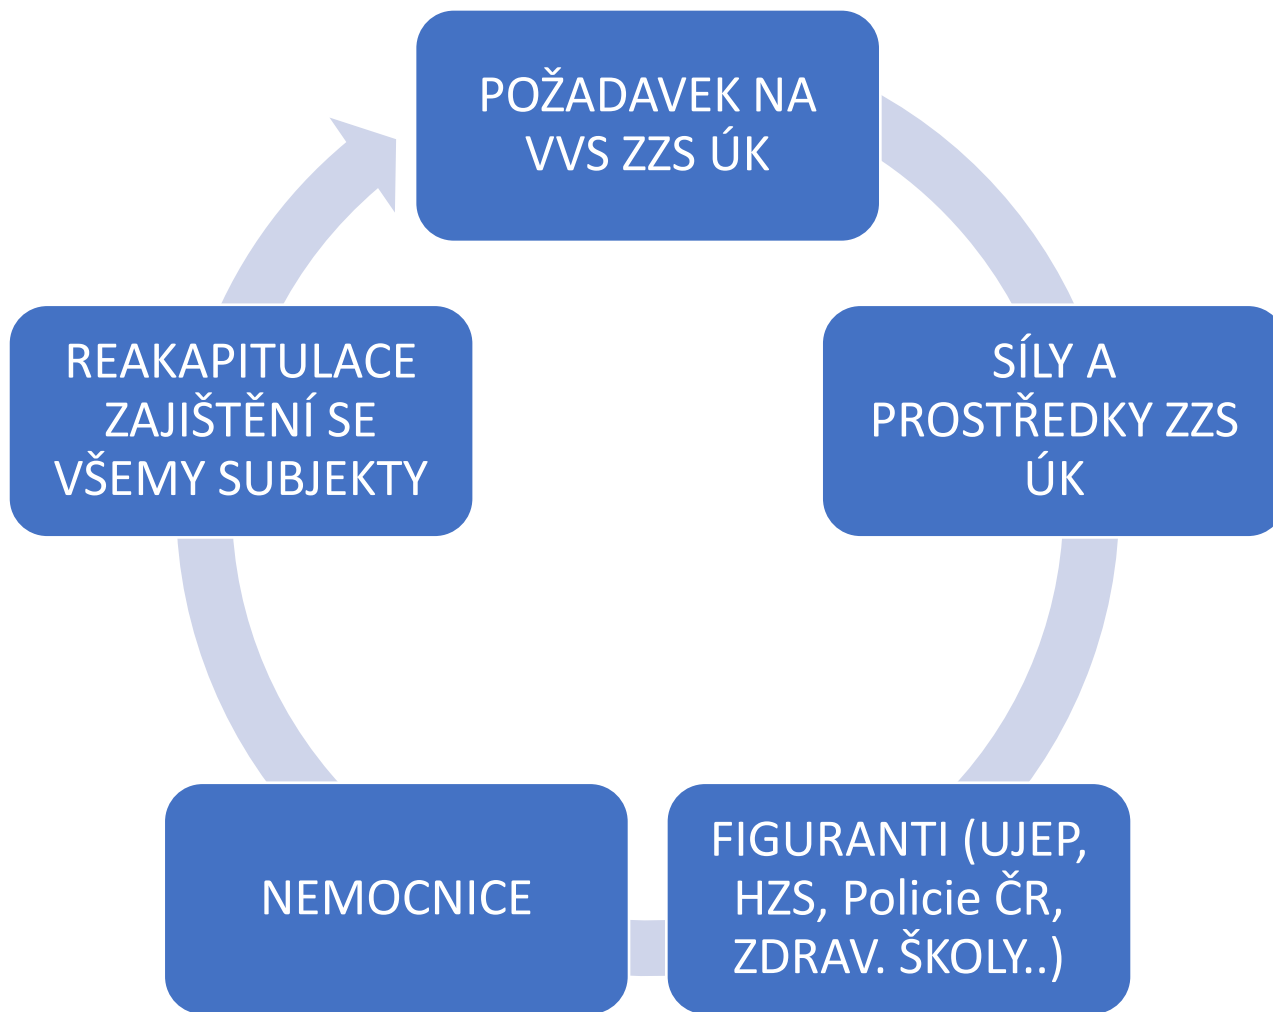 POŽADAVEK NA
VVS ZZS ÚK
SÍLY A
PROSTŘEDKY ZZS
ÚK
FIGURANTI (UJEP,
HZS, Policie ČR,
ZDRAV. ŠKOLY..)
NEMOCNICE
REAKAPITULACE
ZAJIŠTĚNÍ SE
VŠEMY SUBJEKTY